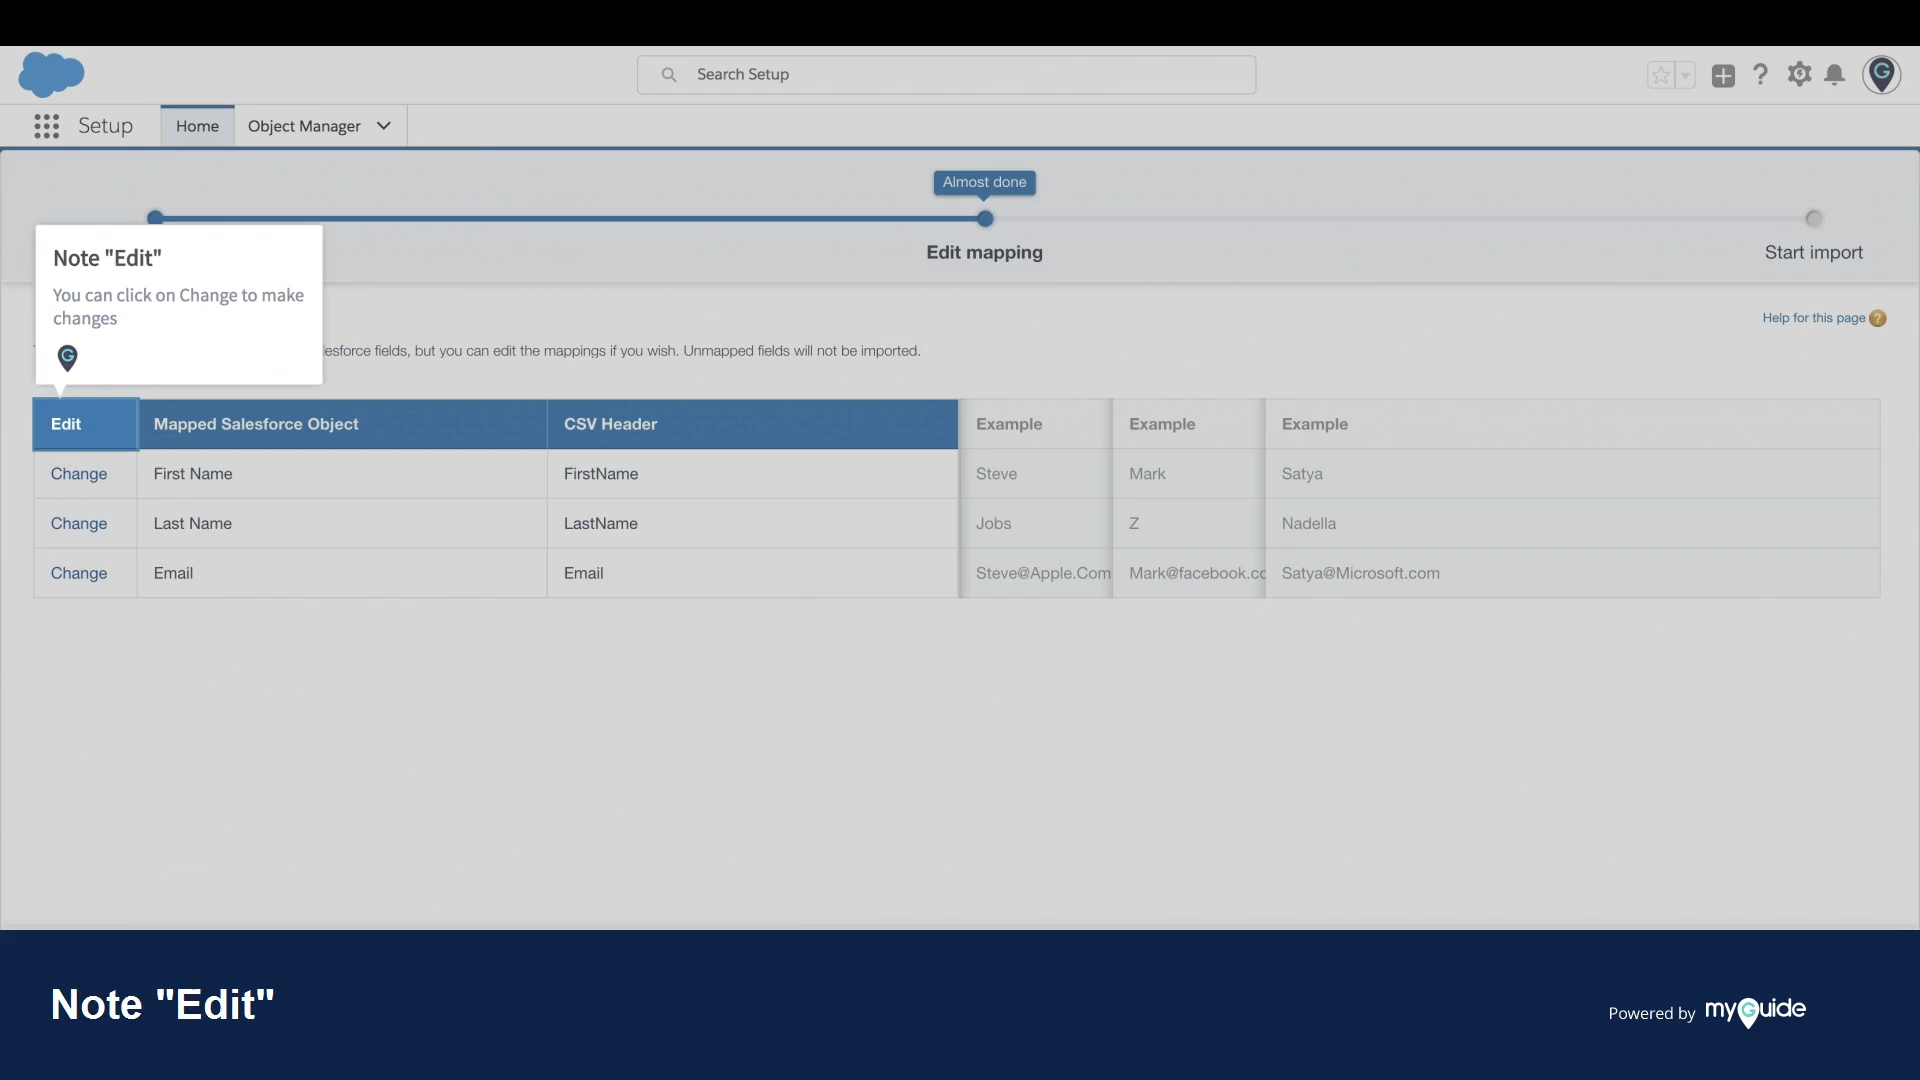 Search Setup
Setup
Home
Object Manager
Almost done
Edit mapping
Start import
Note "Edit"
You can click on Change to make
changes
Help for this page ?
fields, but you can edit the mappings if you wish. Unmapped fields will not be imported.
Edit Mapped Salesforce Object CSV Header Example Example Example
Change First Name FirstName Steve Mark Satya
Change Last Name LastName Jobs Z Nadella
Change Email Email Steve@Apple.Com Mark@facebook.cc Satya@Microsoft.com
Note "Edit"
Powered by myGuide